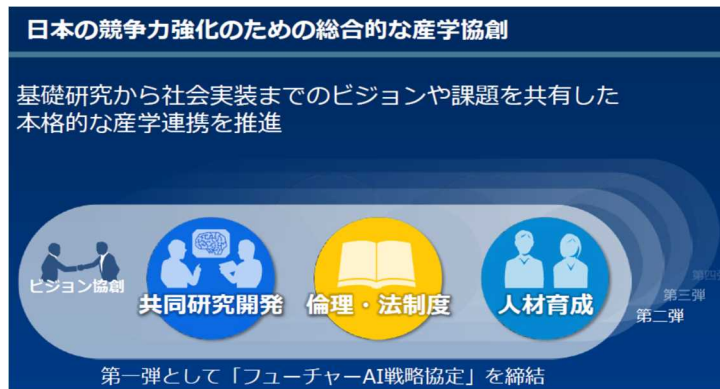 日本の競争力強化のための総合的な産学協創
基礎研究から社会実装までのビジョンや課題を共有した
本格的な産学連携を推進
ビジョン協創
共同研究開発
倫理・法制度
人材育成
第四弾
第三弾
第二弾
第一弾として「フューチャーAI戦略協定」を締結